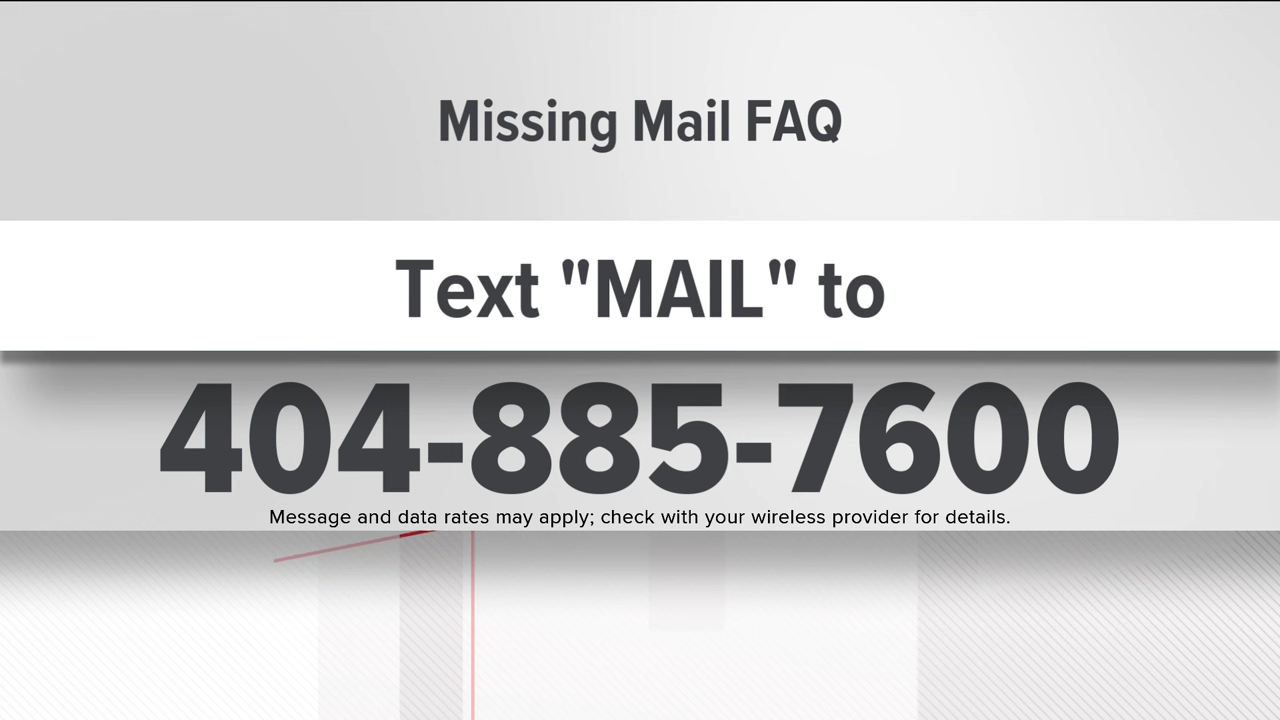 Missing Mail FAQ
Text "MAIL" to
404-885-7600
Message and data rates may apply; check with your wireless provider for details.